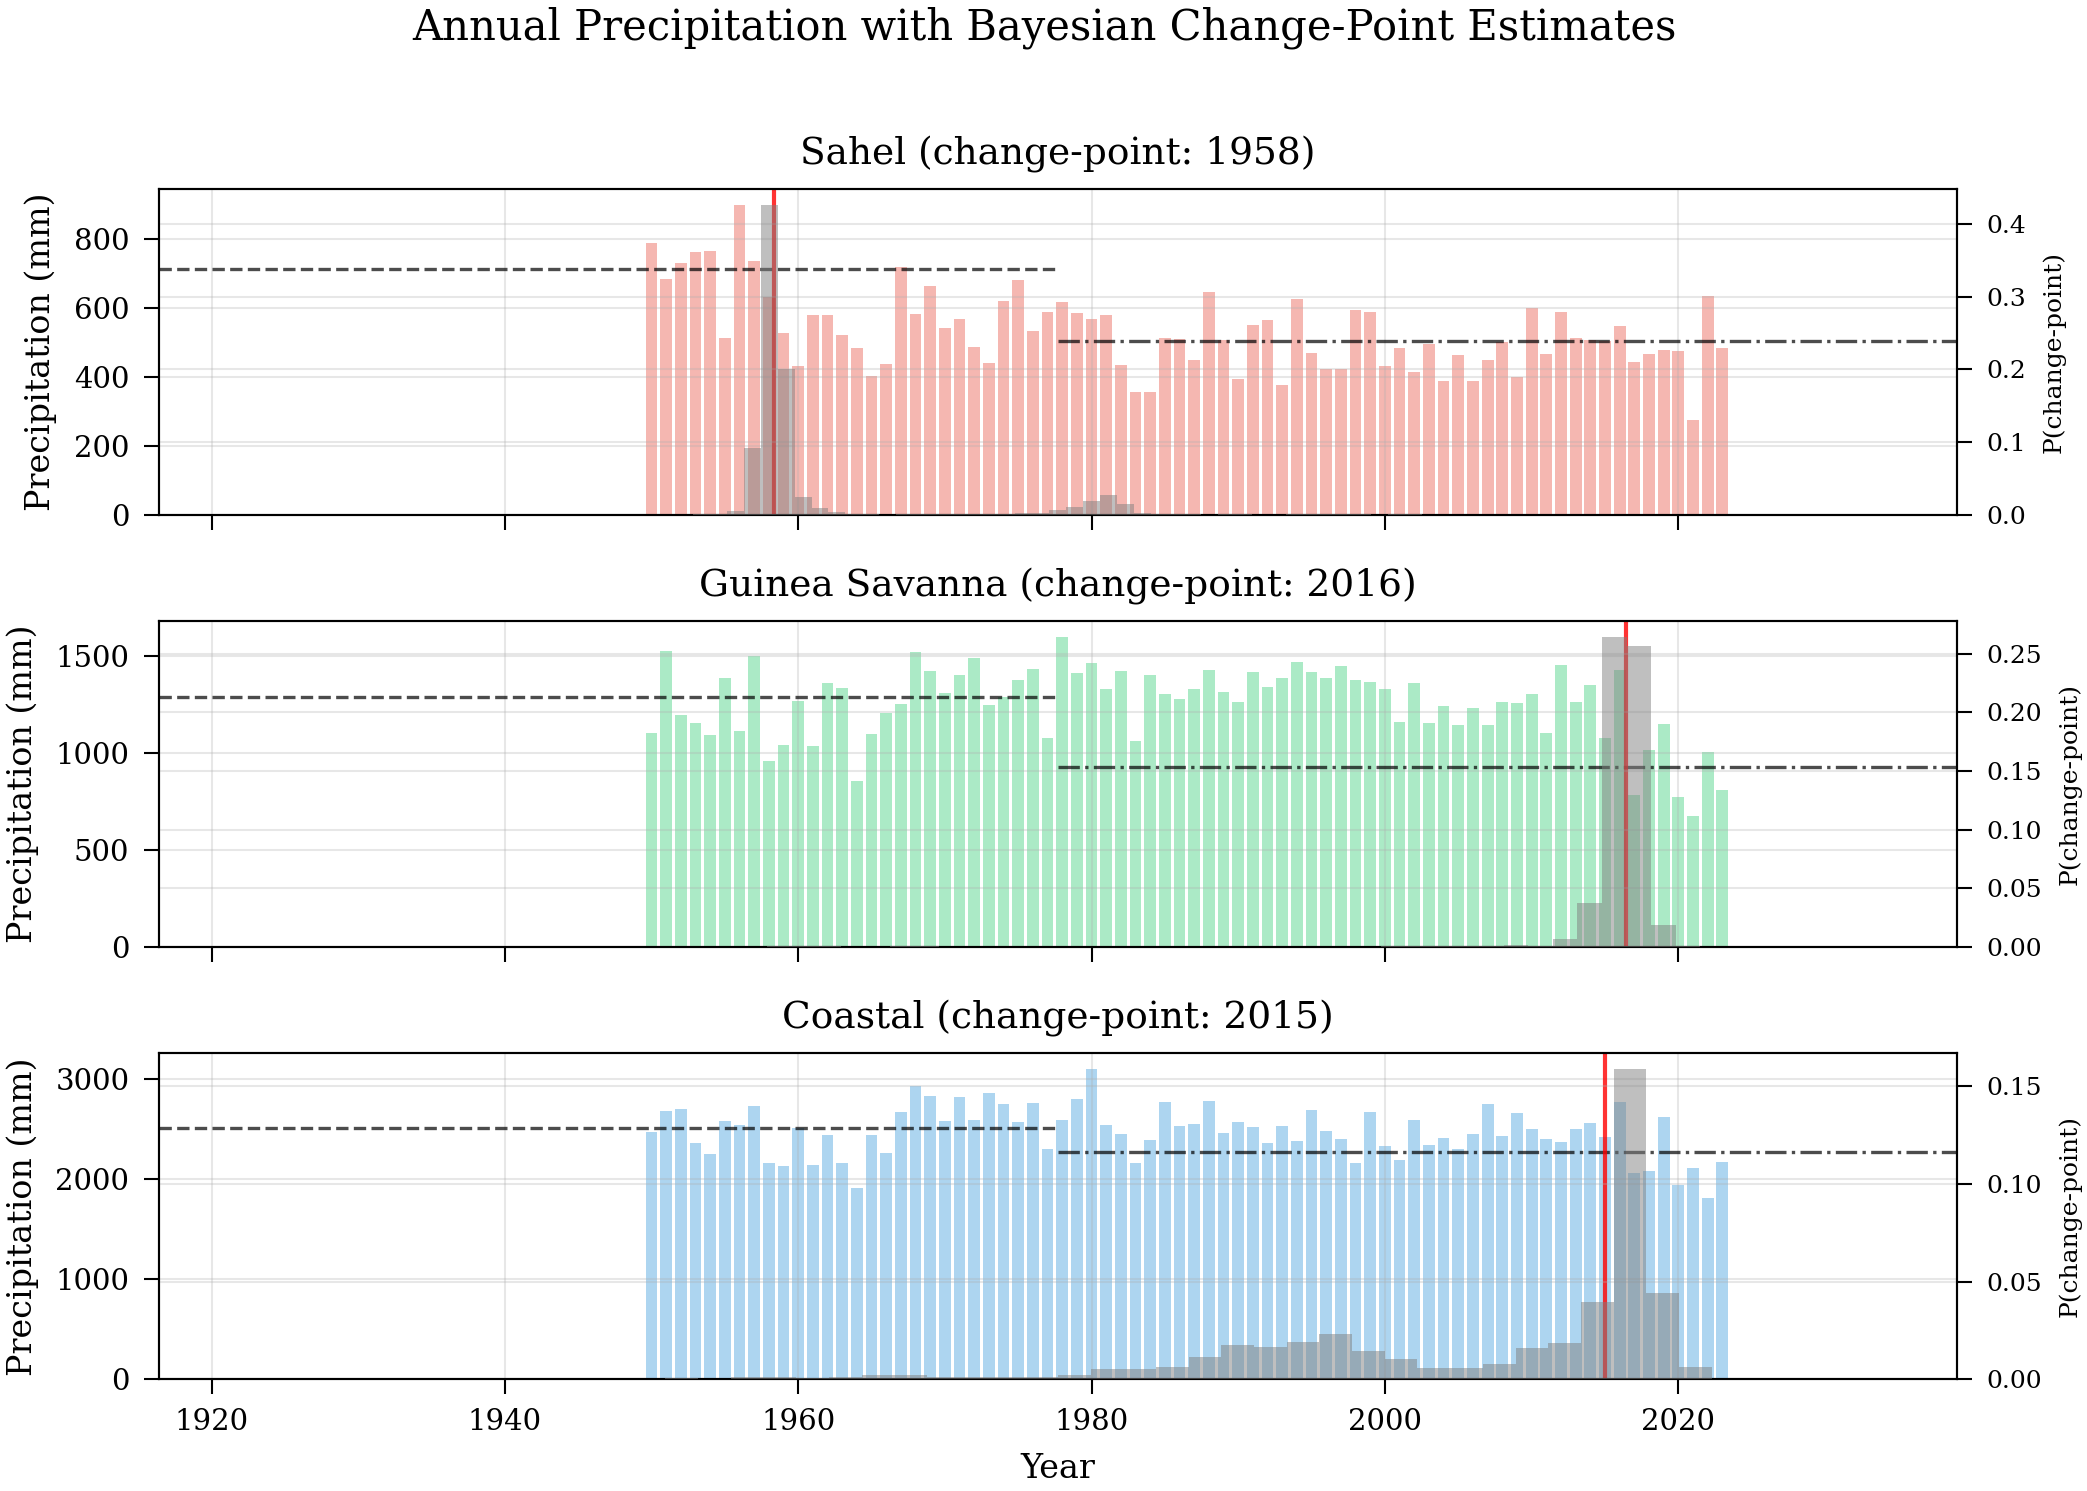 Annual Precipitation with Bayesian Change-Point Estimates
Sahel (change-point: 1958)
Precipitation (mm)
800
600
400
200
0
0.4
0.3
0.2
0.1
0.0
P(change-point)
Guinea Savanna (change-point: 2016)
Precipitation (mm)
1500
1000
500
0
0.25
0.20
0.15
0.10
0.05
0.00
P(change-point)
Coastal (change-point: 2015)
Precipitation (mm)
3000
2000
1000
0
0.15
0.10
0.05
0.00
P(change-point)
1920 1940 1960 1980 2000 2020
Year